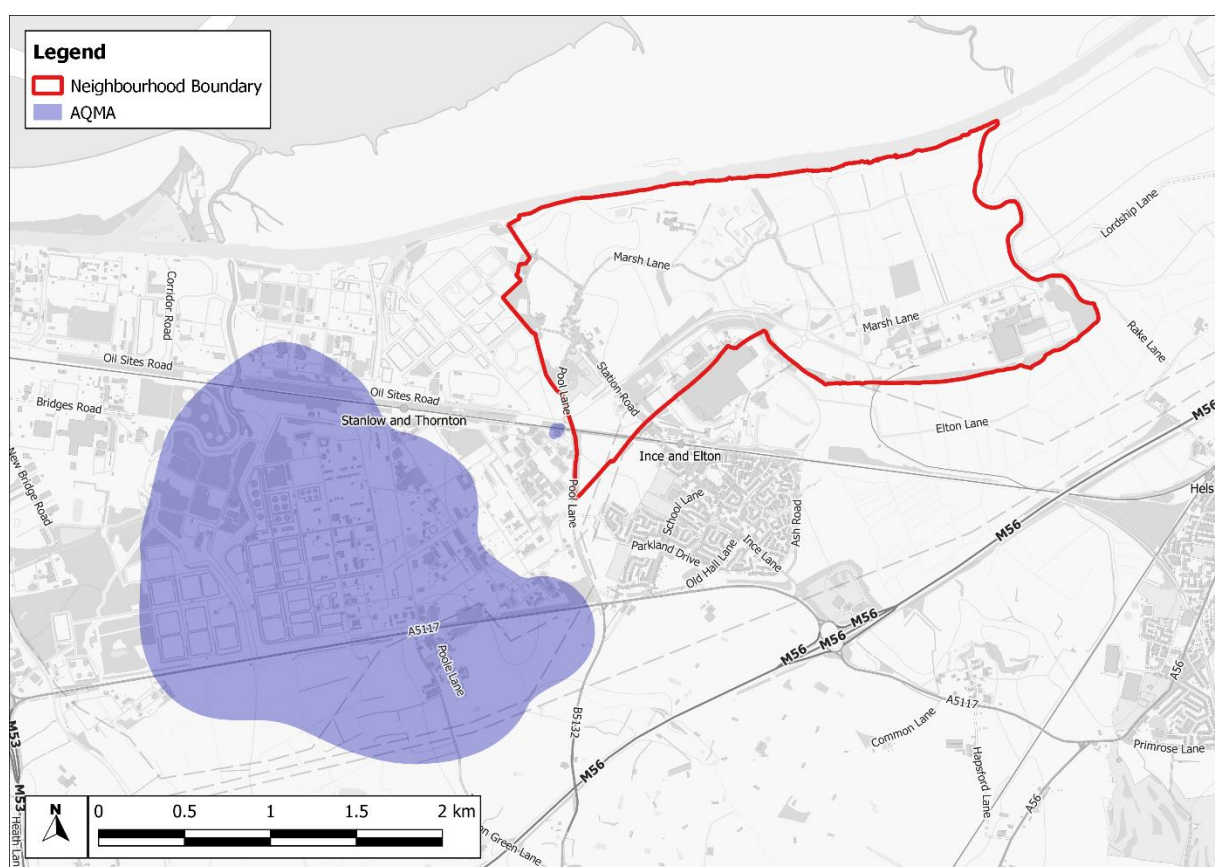 Legend
Neighbourhood Boundary
AQMA
Lordship Lane
Marsh Lane
Corridor Road
Marsh Lane
Rake Lane
Oil Sites Road
Station Road
Pool Lane
Oil Sites Road
Bridges Road
Stanlow and Thornton
M56
Elton Lane
Ince and Elton
New Bridge Road
Pool Lane
School Lane
Ash Road
Hels
M56
Parkland Drive
Ince Lane
Old Hall Lane
A5117
M56
M56
M56
Poole Lane
A56
A5117
B5132
Common Lane
M53
Hapsford Lane
Primrose Lane
M56
M53
A56
Heath Lan
N
0 0.5 1 1.5 2 km
on Green Lane